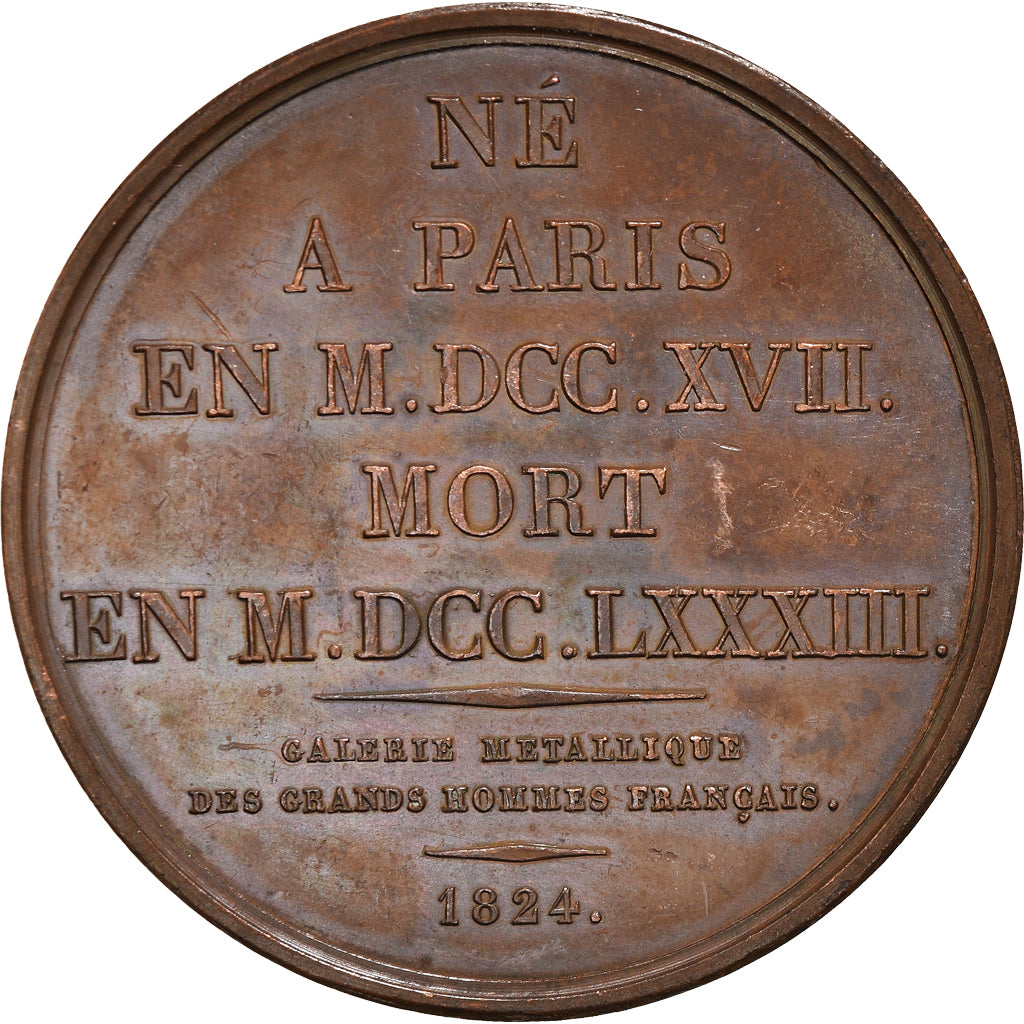 NÉ
A PARIS
EN M.DCC.XVII.
MORT
EN M.DCC.LXXXIII.
GALERIE METALLIQUE
DES GRANDS HOMMES FRANÇAIS.
1824.